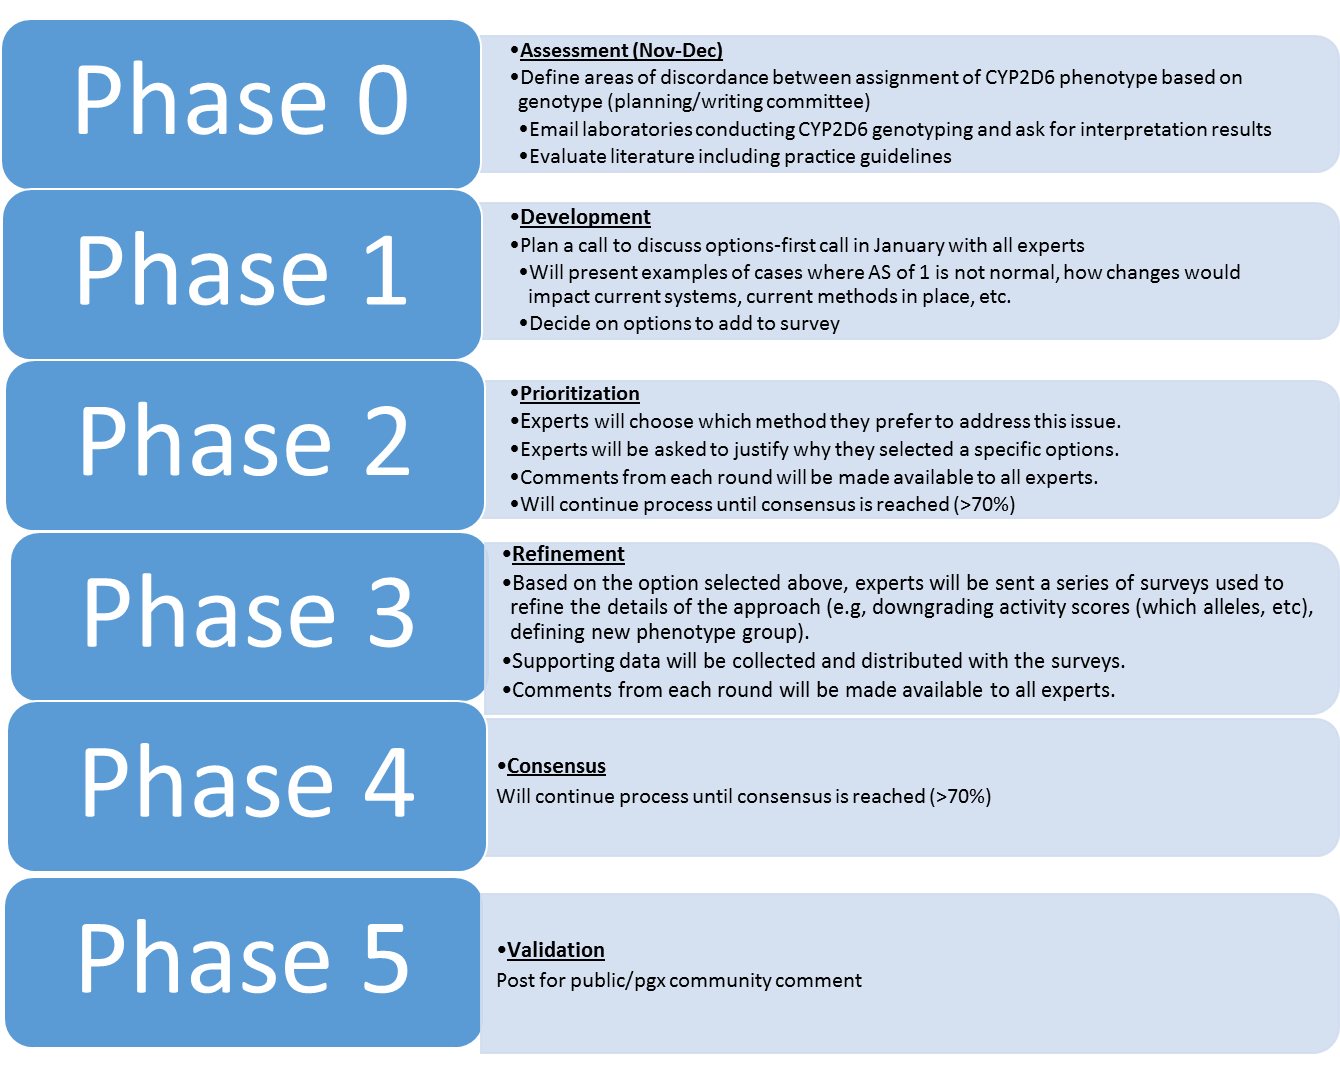 Phase 0
•Assessment (Nov-Dec)
•Define areas of discordance between assignment of CYP2D6 phenotype based on
genotype (planning/writing committee)
•Email laboratories conducting CYP2D6 genotyping and ask for interpretation results
•Evaluate literature including practice guidelines
Phase 1
•Development
•Plan a call to discuss options-first call in January with all experts
•Will present examples of cases where AS of 1 is not normal, how changes would
impact current systems, current methods in place, etc.
•Decide on options to add to survey
Phase 2
•Prioritization
•Experts will choose which method they prefer to address this issue.
•Experts will be asked to justify why they selected a specific options.
•Comments from each round will be made available to all experts.
•Will continue process until consensus is reached (>70%)
Phase 3
•Refinement
•Based on the option selected above, experts will be sent a series of surveys used to
refine the details of the approach (e.g, downgrading activity scores (which alleles, etc),
defining new phenotype group).
•Supporting data will be collected and distributed with the surveys.
•Comments from each round will be made available to all experts.
Phase 4
•Consensus
Will continue process until consensus is reached (>70%)
Phase 5
•Validation
Post for public/pgx community comment